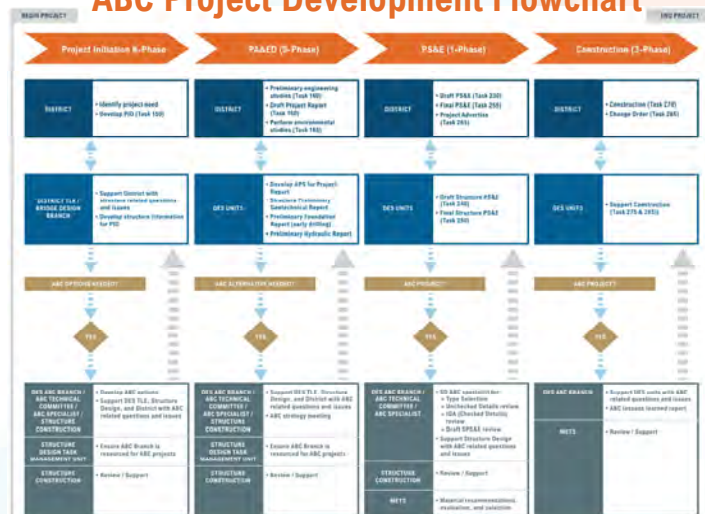 ABC Project Development Flowchart
BEGIN PROJECT
END PROJECT
Project Initiation K-Phase
PA&ED (0-Phase)
PS&E (1-Phase)
Construction (3-Phase)
DISTRICT
• Identify project need
• Develop PID (Task 150)
DISTRICT
• Preliminary engineering
studies (Task 160)
• Draft Project Report
(Task 160)
• Perform environmental
studies (Task 165)
DISTRICT
• Draft PS&E (Task 230)
• Final PS&E (Task 255)
• Project Advertise
(Task 265)
DISTRICT
• Construction (Task 270)
• Change Order (Task 285)
DISTRICT TLE /
BRIDGE DESIGN
BRANCH
• Support District with
structure related questions
and issues
• Develop structure information
for PID
DES UNITS
• Develop APS for Project
Report
• Structure Preliminary
Geotechnical Report
• Preliminary Foundation
Report (early drilling)
• Preliminary Hydraulic Report
DES UNITS
• Draft Structure PS&E
(Task 240)
• Final Structure PS&E
(Task 250)
DES UNITS
• Support Construction
(Task 275 & 285)
ABC OPTIONS NEEDED?
ABC ALTERNATIVE NEEDED?
ABC PROJECT?
ABC PROJECT?
YES
YES
YES
YES
DES ABC BRANCH /
ABC TECHNICAL
COMMITTEE /
ABC SPECIALIST /
STRUCTURE
CONSTRUCTION
• Develop ABC options
• Support DES TLE, Structure
Design, and District with ABC
related questions and issues
STRUCTURE
DESIGN TASK
MANAGEMENT UNIT
• Ensure ABC Branch is
resourced for ABC projects
STRUCTURE
CONSTRUCTION
• Review / Support
DES ABC BRANCH /
ABC TECHNICAL
COMMITTEE /
ABC SPECIALIST /
STRUCTURE
CONSTRUCTION
• Support DES TLE, Structure
Design, and District with ABC
related questions and issues
• ABC strategy meeting
STRUCTURE
DESIGN TASK
MANAGEMENT UNIT
• Ensure ABC Branch is
resourced for ABC projects
STRUCTURE
CONSTRUCTION
• Review / Support
DES ABC BRANCH /
ABC TECHNICAL
COMMITTEE /
ABC SPECIALIST
ABC specialist
• Type Selection
• Unchecked Details review
• (Checked Details)
review
• Draft SPS&E review
• Support Structure Design
with ABC related questions
and issues
STRUCTURE
CONSTRUCTION
• Review / Support
METS
• Material recommendations,
evaluation, and selection
DES ABC BRANCH
• Support DES units with ABC
related questions and issues
• ABC lessons learned report
METS
• Review / Support